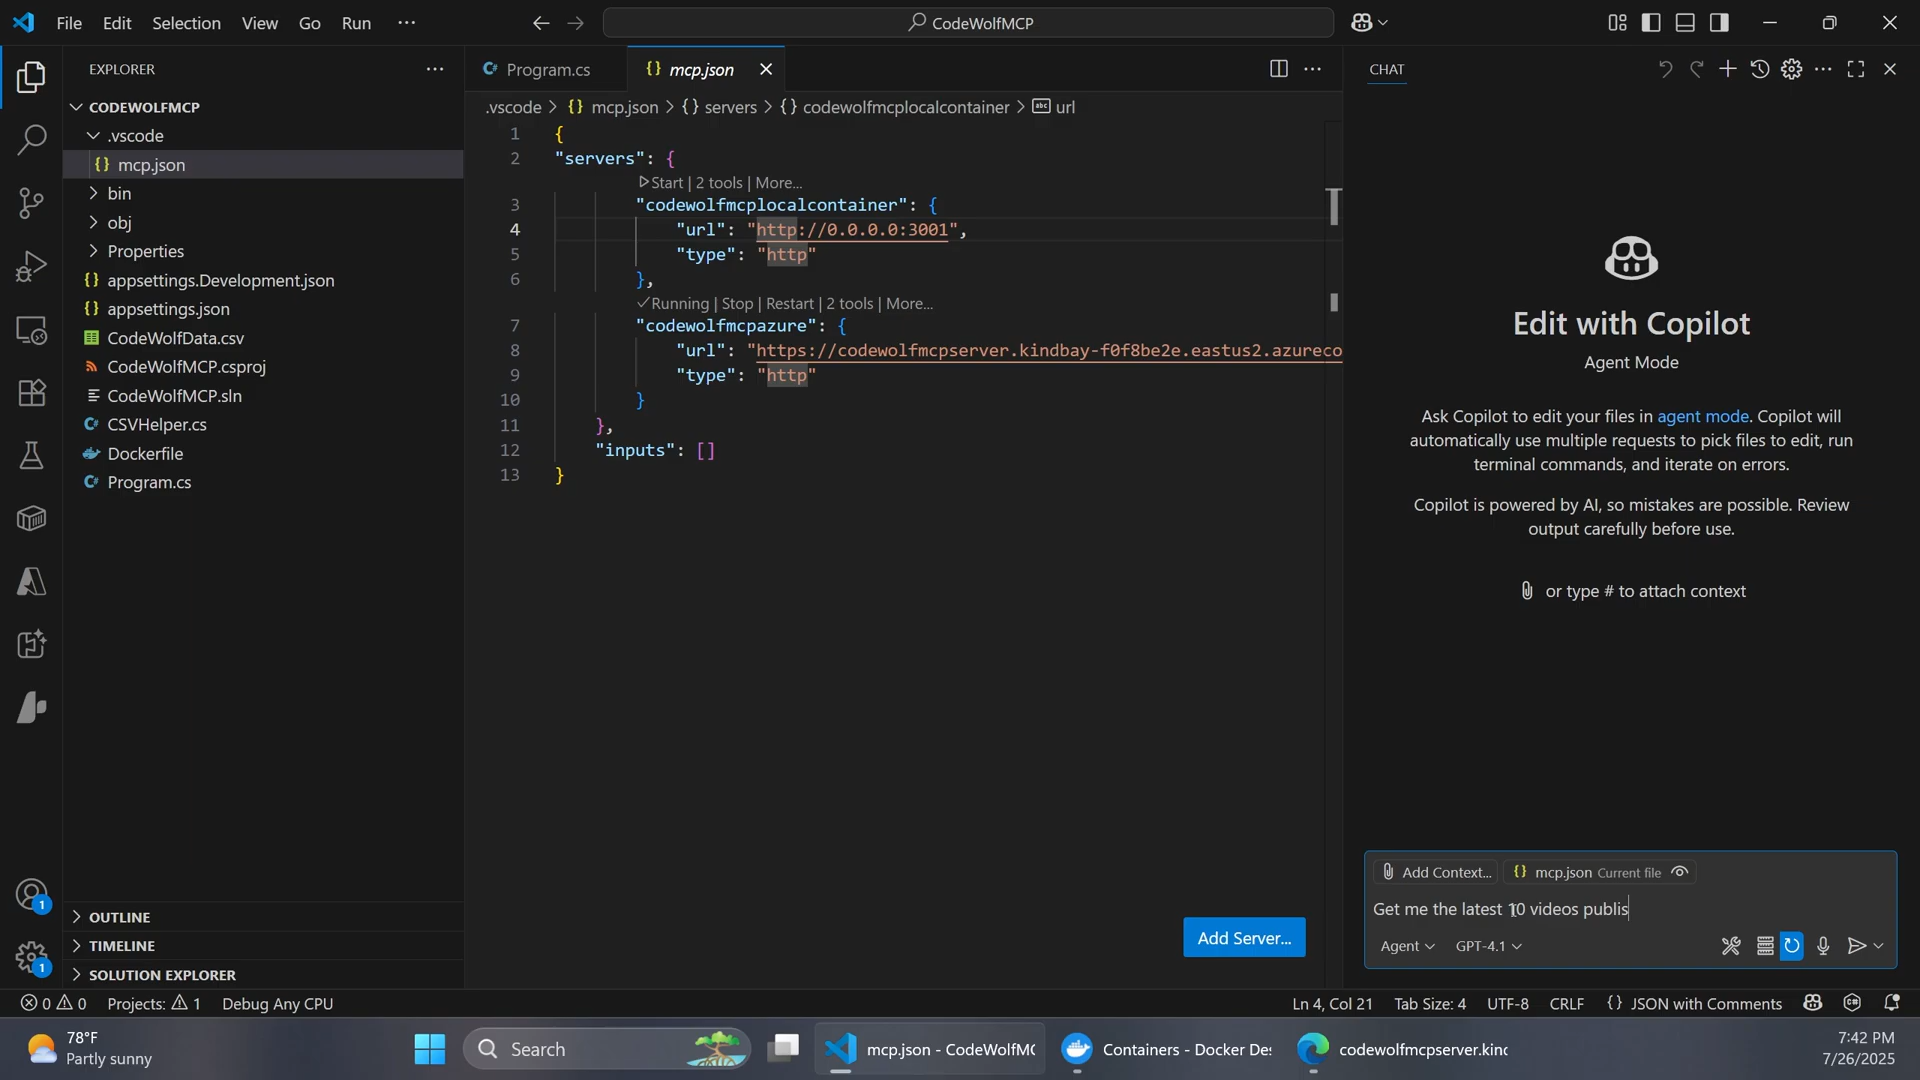 File Edit Selection View Go Run ··· CodeWolfMCP
EXPLORER
CODEWOLFMCP
.vscode
mcp.json
bin
obj
Properties
appsettings.Development.json
appsettings.json
CodeWolfData.csv
CodeWolfMCP.csproj
CodeWolfMCP.sln
CSVHelper.cs
Dockerfile
Program.cs
OUTLINE
TIMELINE
SOLUTION EXPLORER
1
1
Program.cs mcp.json
.vscode > {} mcp.json > {} servers > {} codewolfmcplocalcontainer > abc url
1 {
2 "servers": {
Start | 2 tools | More...
3 "codewolfmcplocalcontainer": {
4 "url": "http://0.0.0.0:3001",
5 "type": "http"
6 },
✓Running | Stop | Restart | 2 tools | More...
7 "codewolfmcpazure": {
8 "url": "https://codewolfmcpserver.kindbay-f0f8be2e.eastus2.azureco
9 "type": "http"
10 }
11 },
12 "inputs": []
13 }
Add Server...
CHAT
Edit with Copilot
Agent Mode
Ask Copilot to edit your files in agent mode. Copilot will
automatically use multiple requests to pick files to edit, run
terminal commands, and iterate on errors.
Copilot is powered by AI, so mistakes are possible. Review
output carefully before use.
or type # to attach context
Add Context... {} mcp.json Current file
Get me the latest 10 videos publis
Agent GPT-4.1
0 0 Projects: 1 Debug Any CPU Ln 4, Col 21 Tab Size: 4 UTF-8 CRLF {} JSON with Comments
78°F
Partly sunny
Search
mcp.json - CodeWolfMC
Containers - Docker Des
codewolfmcpserver.kind
7:42 PM
7/26/2025